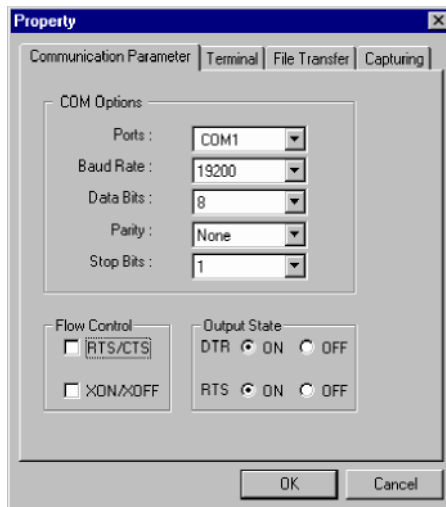 Property
Communication Parameter Terminal File Transfer Capturing
COM Options
Ports : COM1
Baud Rate : 19200
Data Bits : 8
Parity : None
Stop Bits : 1
Flow Control
RTS/CTS
XON/XOFF
Output State
DTR ON OFF
RTS ON OFF
OK Cancel